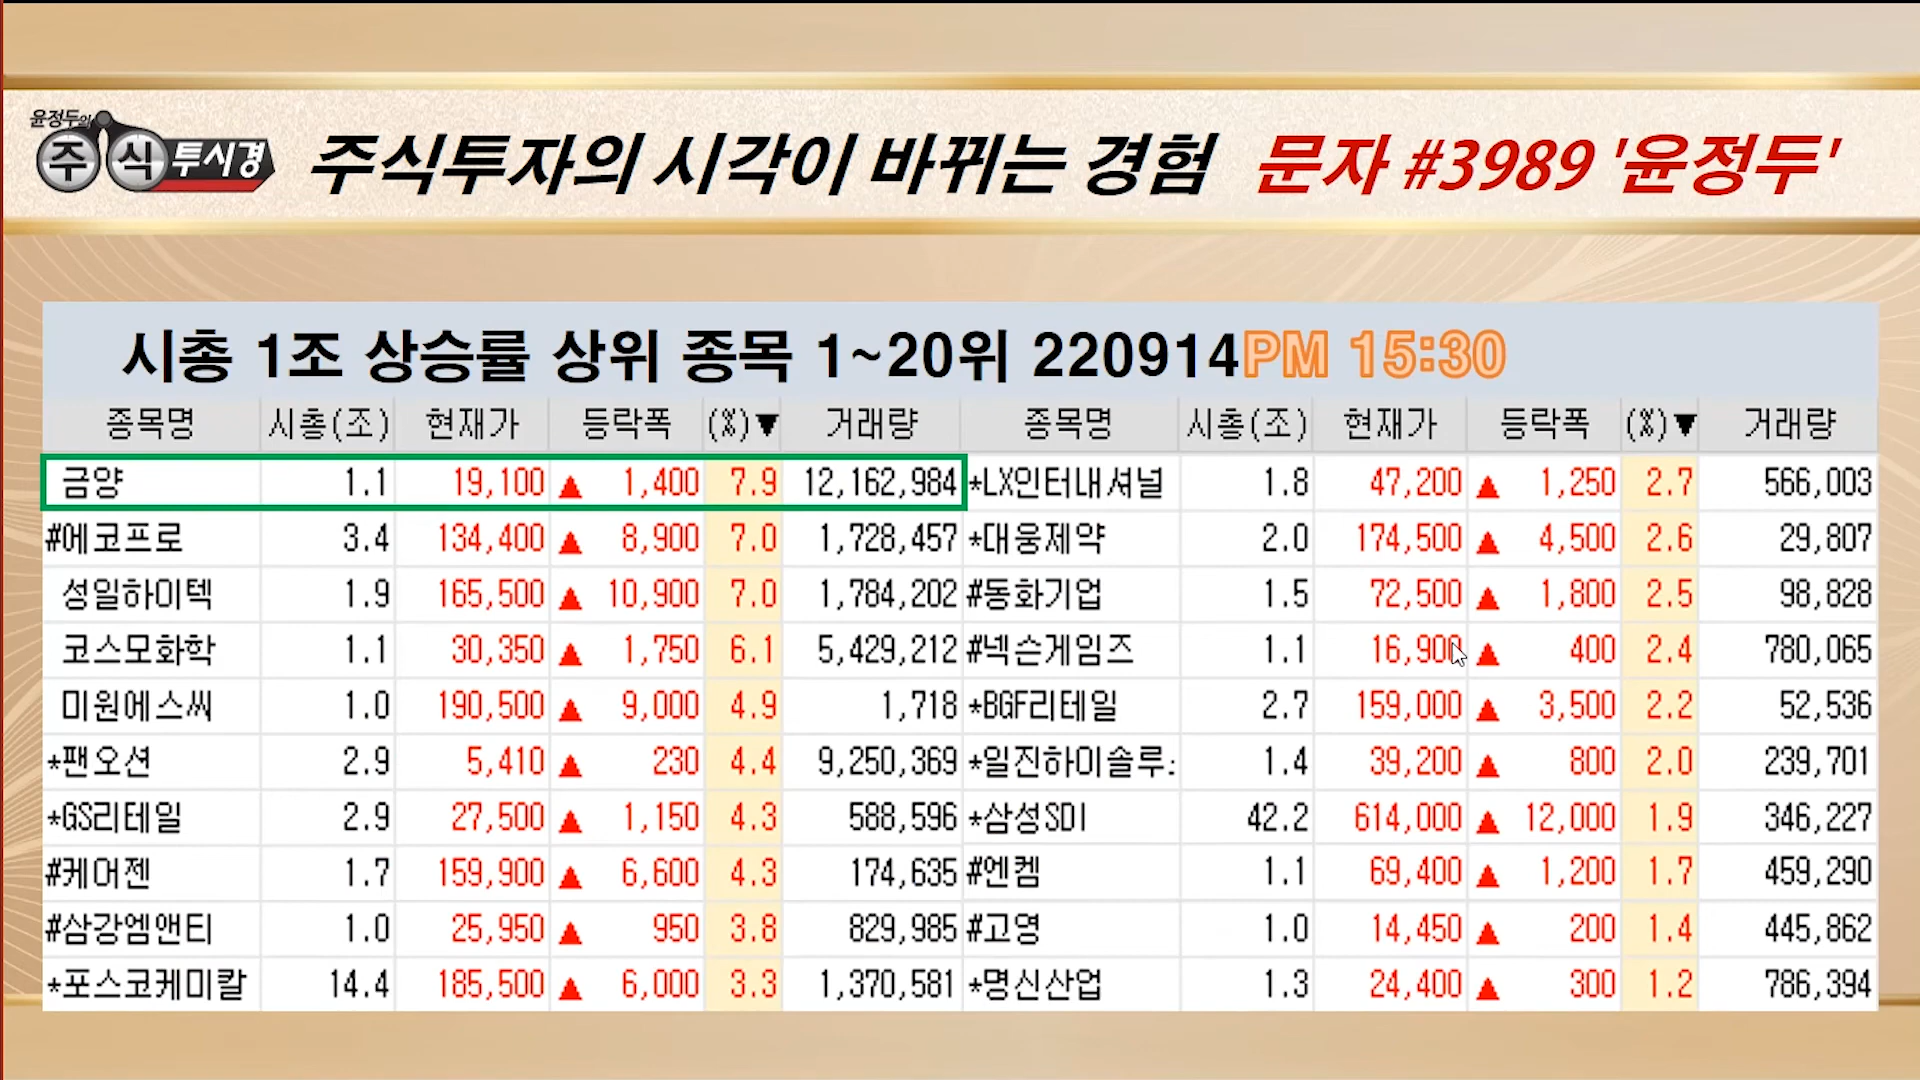 윤정두의
주식투시경
주식투자의 시각이 바뀌는 경험 문자 #3989 '윤정두'
시총 1조 상승률 상위 종목 1~20위 220914PM 15:30
종목명 시총(조) 현재가 등락폭 (%)▼ 거래량 종목명 시총(조) 현재가 등락폭 (%)▼ 거래량
금양 1.1 19,100 ▲ 1,400 7.9 12,162,984 *LX인터내셔널 1.8 47,200 ▲ 1,250 2.7 566,003
#에코프로 3.4 134,400 ▲ 8,900 7.0 1,728,457 *대웅제약 2.0 174,500 ▲ 4,500 2.6 29,807
성일하이텍 1.9 165,500 ▲ 10,900 7.0 1,784,202 #동화기업 1.5 72,500 ▲ 1,800 2.5 98,828
코스모화학 1.1 30,350 ▲ 1,750 6.1 5,429,212 #넥슨게임즈 1.1 16,900 ▲ 400 2.4 780,065
미원에스씨 1.0 190,500 ▲ 9,000 4.9 1,718 *BGF리테일 2.7 159,000 ▲ 3,500 2.2 52,536
*팬오션 2.9 5,410 ▲ 230 4.4 9,250,369 *일진하이솔루: 1.4 39,200 ▲ 800 2.0 239,701
*GS리테일 2.9 27,500 ▲ 1,150 4.3 588,596 *삼성SDI 42.2 614,000 ▲ 12,000 1.9 346,227
#케어젠 1.7 159,900 ▲ 6,600 4.3 174,635 #엔켐 1.1 69,400 ▲ 1,200 1.7 459,290
#삼강엠앤티 1.0 25,950 ▲ 950 3.8 829,985 #고영 1.0 14,450 ▲ 200 1.4 445,862
*포스코케미칼 14.4 185,500 ▲ 6,000 3.3 1,370,581 *명신산업 1.3 24,400 ▲ 300 1.2 786,394